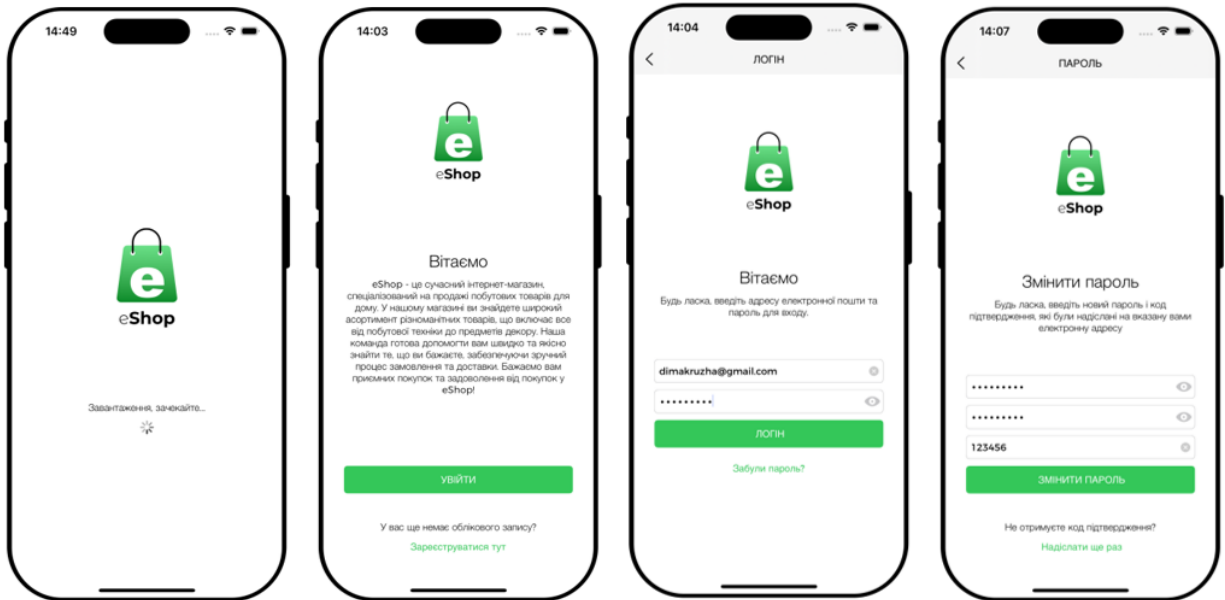 14:49
e
eShop
Завантаження, зачекайте...
14:03
e
eShop
Вітаємо
eShop - це сучасний інтернет-магазин,
спеціалізований на продажі побутових товарів для
дому. У нашому магазині ви знайдете широкий
асортимент різноманітних товарів, що включає все
від побутової техніки до предметів декору. Наша
команда готова допомогти вам швидко та якісно
знайти те, що ви бажаєте, забезпечуючи зручний
процес замовлення та доставки. Бажаємо вам
приємних покупок та задоволення від покупок у
eShop!
УВІЙТИ
У вас ще немає облікового запису?
Зареєструватися тут
14:04
ЛОГІН
e
eShop
Вітаємо
Будь ласка, введіть адресу електронної пошти та
пароль для входу.
dimakruzha@gmail.com
•••••••••
ЛОГІН
Забули пароль?
14:07
ПАРОЛЬ
e
eShop
Змінити пароль
Будь ласка, введіть новий пароль і код
підтвердження, які були надіслані на вказану вами
електронну адресу
•••••••••
•••••••••
123456
ЗМІНИТИ ПАРОЛЬ
Не отримуєте код підтвердження?
Надіслати ще раз